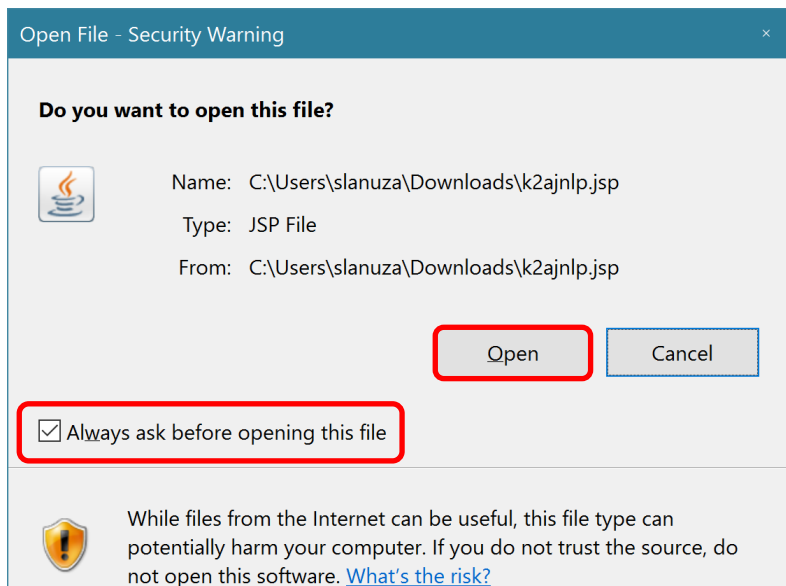 Open File - Security Warning
Do you want to open this file?
Name: C:\Users\slanuza\Downloads\k2ajnlp.jsp
Type: JSP File
From: C:\Users\slanuza\Downloads\k2ajnlp.jsp
Open Cancel
Always ask before opening this file
While files from the Internet can be useful, this file type can
potentially harm your computer. If you do not trust the source, do
not open this software. What's the risk?